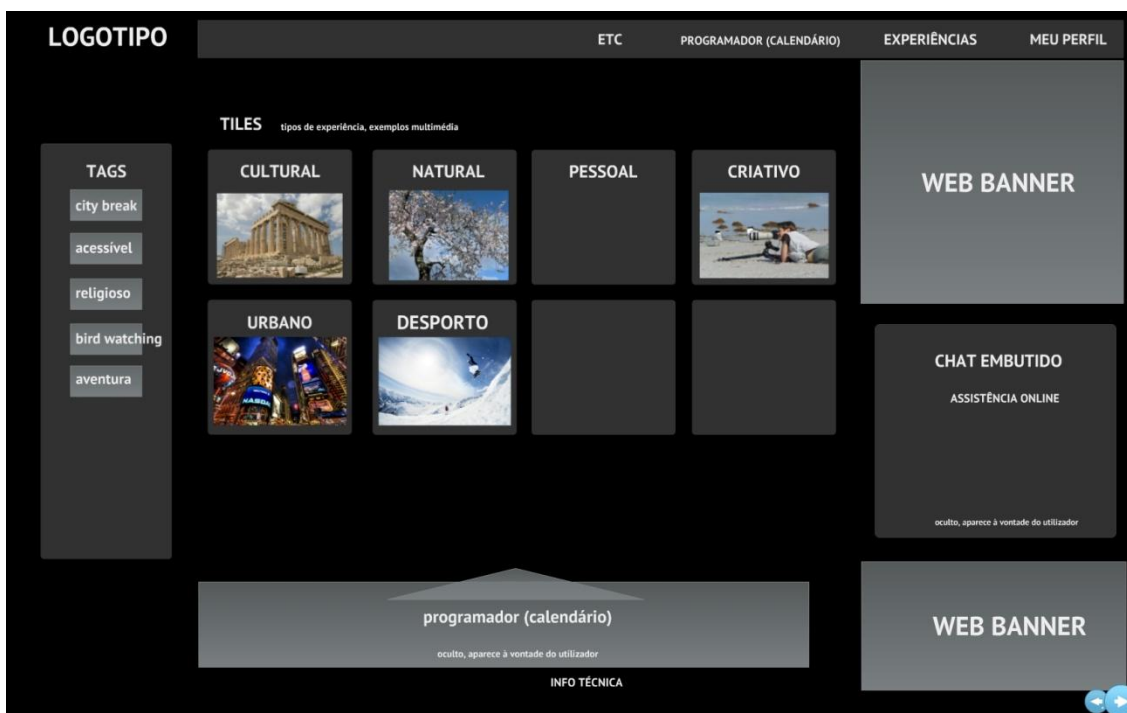 LOGOTIPO
ETC
PROGRAMADOR (CALENDÁRIO)
EXPERIÊNCIAS
MEU PERFIL
TILES
tipos de experiência, exemplos multimédia
TAGS
city break
acessível
religioso
bird watching
aventura
CULTURAL
NATURAL
PESSOAL
CRIATIVO
URBANO
NASDAQ
DESPORTO
WEB BANNER
CHAT EMBUTIDO
ASSISTÊNCIA ONLINE
oculto, aparece à vontade do utilizador
programador (calendário)
oculto, aparece à vontade do utilizador
WEB BANNER
INFO TÉCNICA